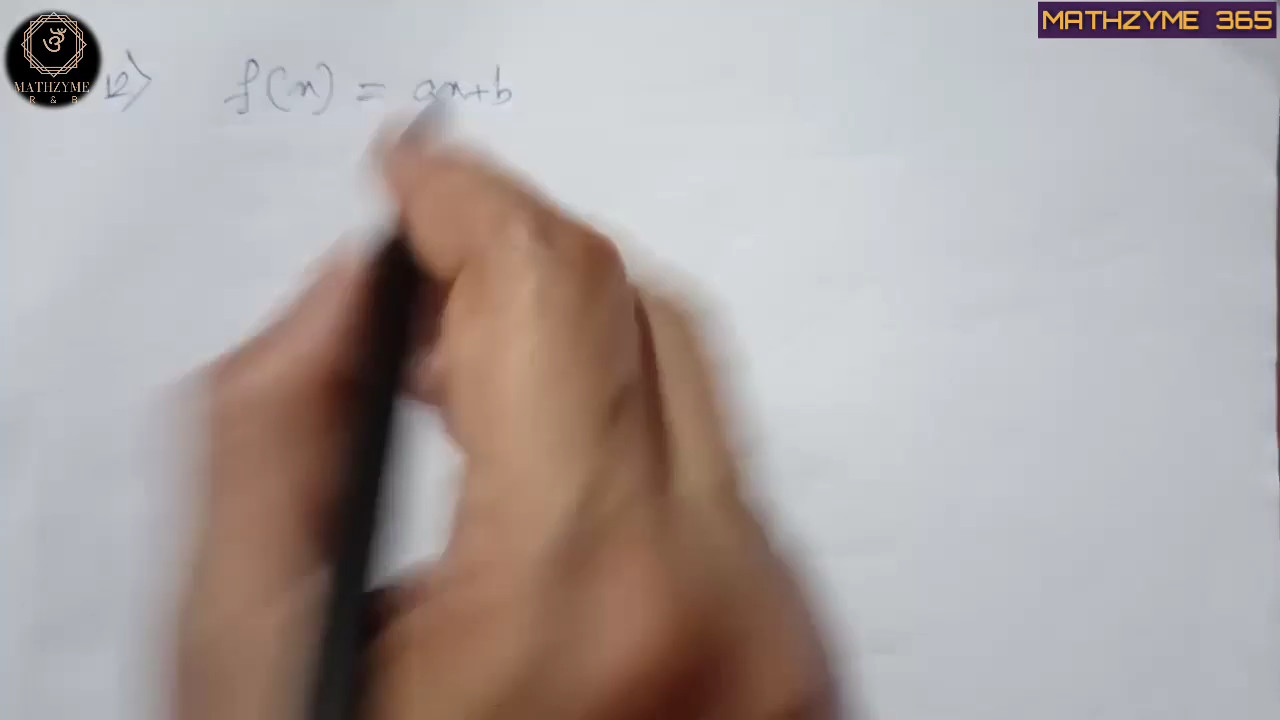 MATHZYME 365
ॐ
MATHZYME
R & B
12> f(x) = ax+b